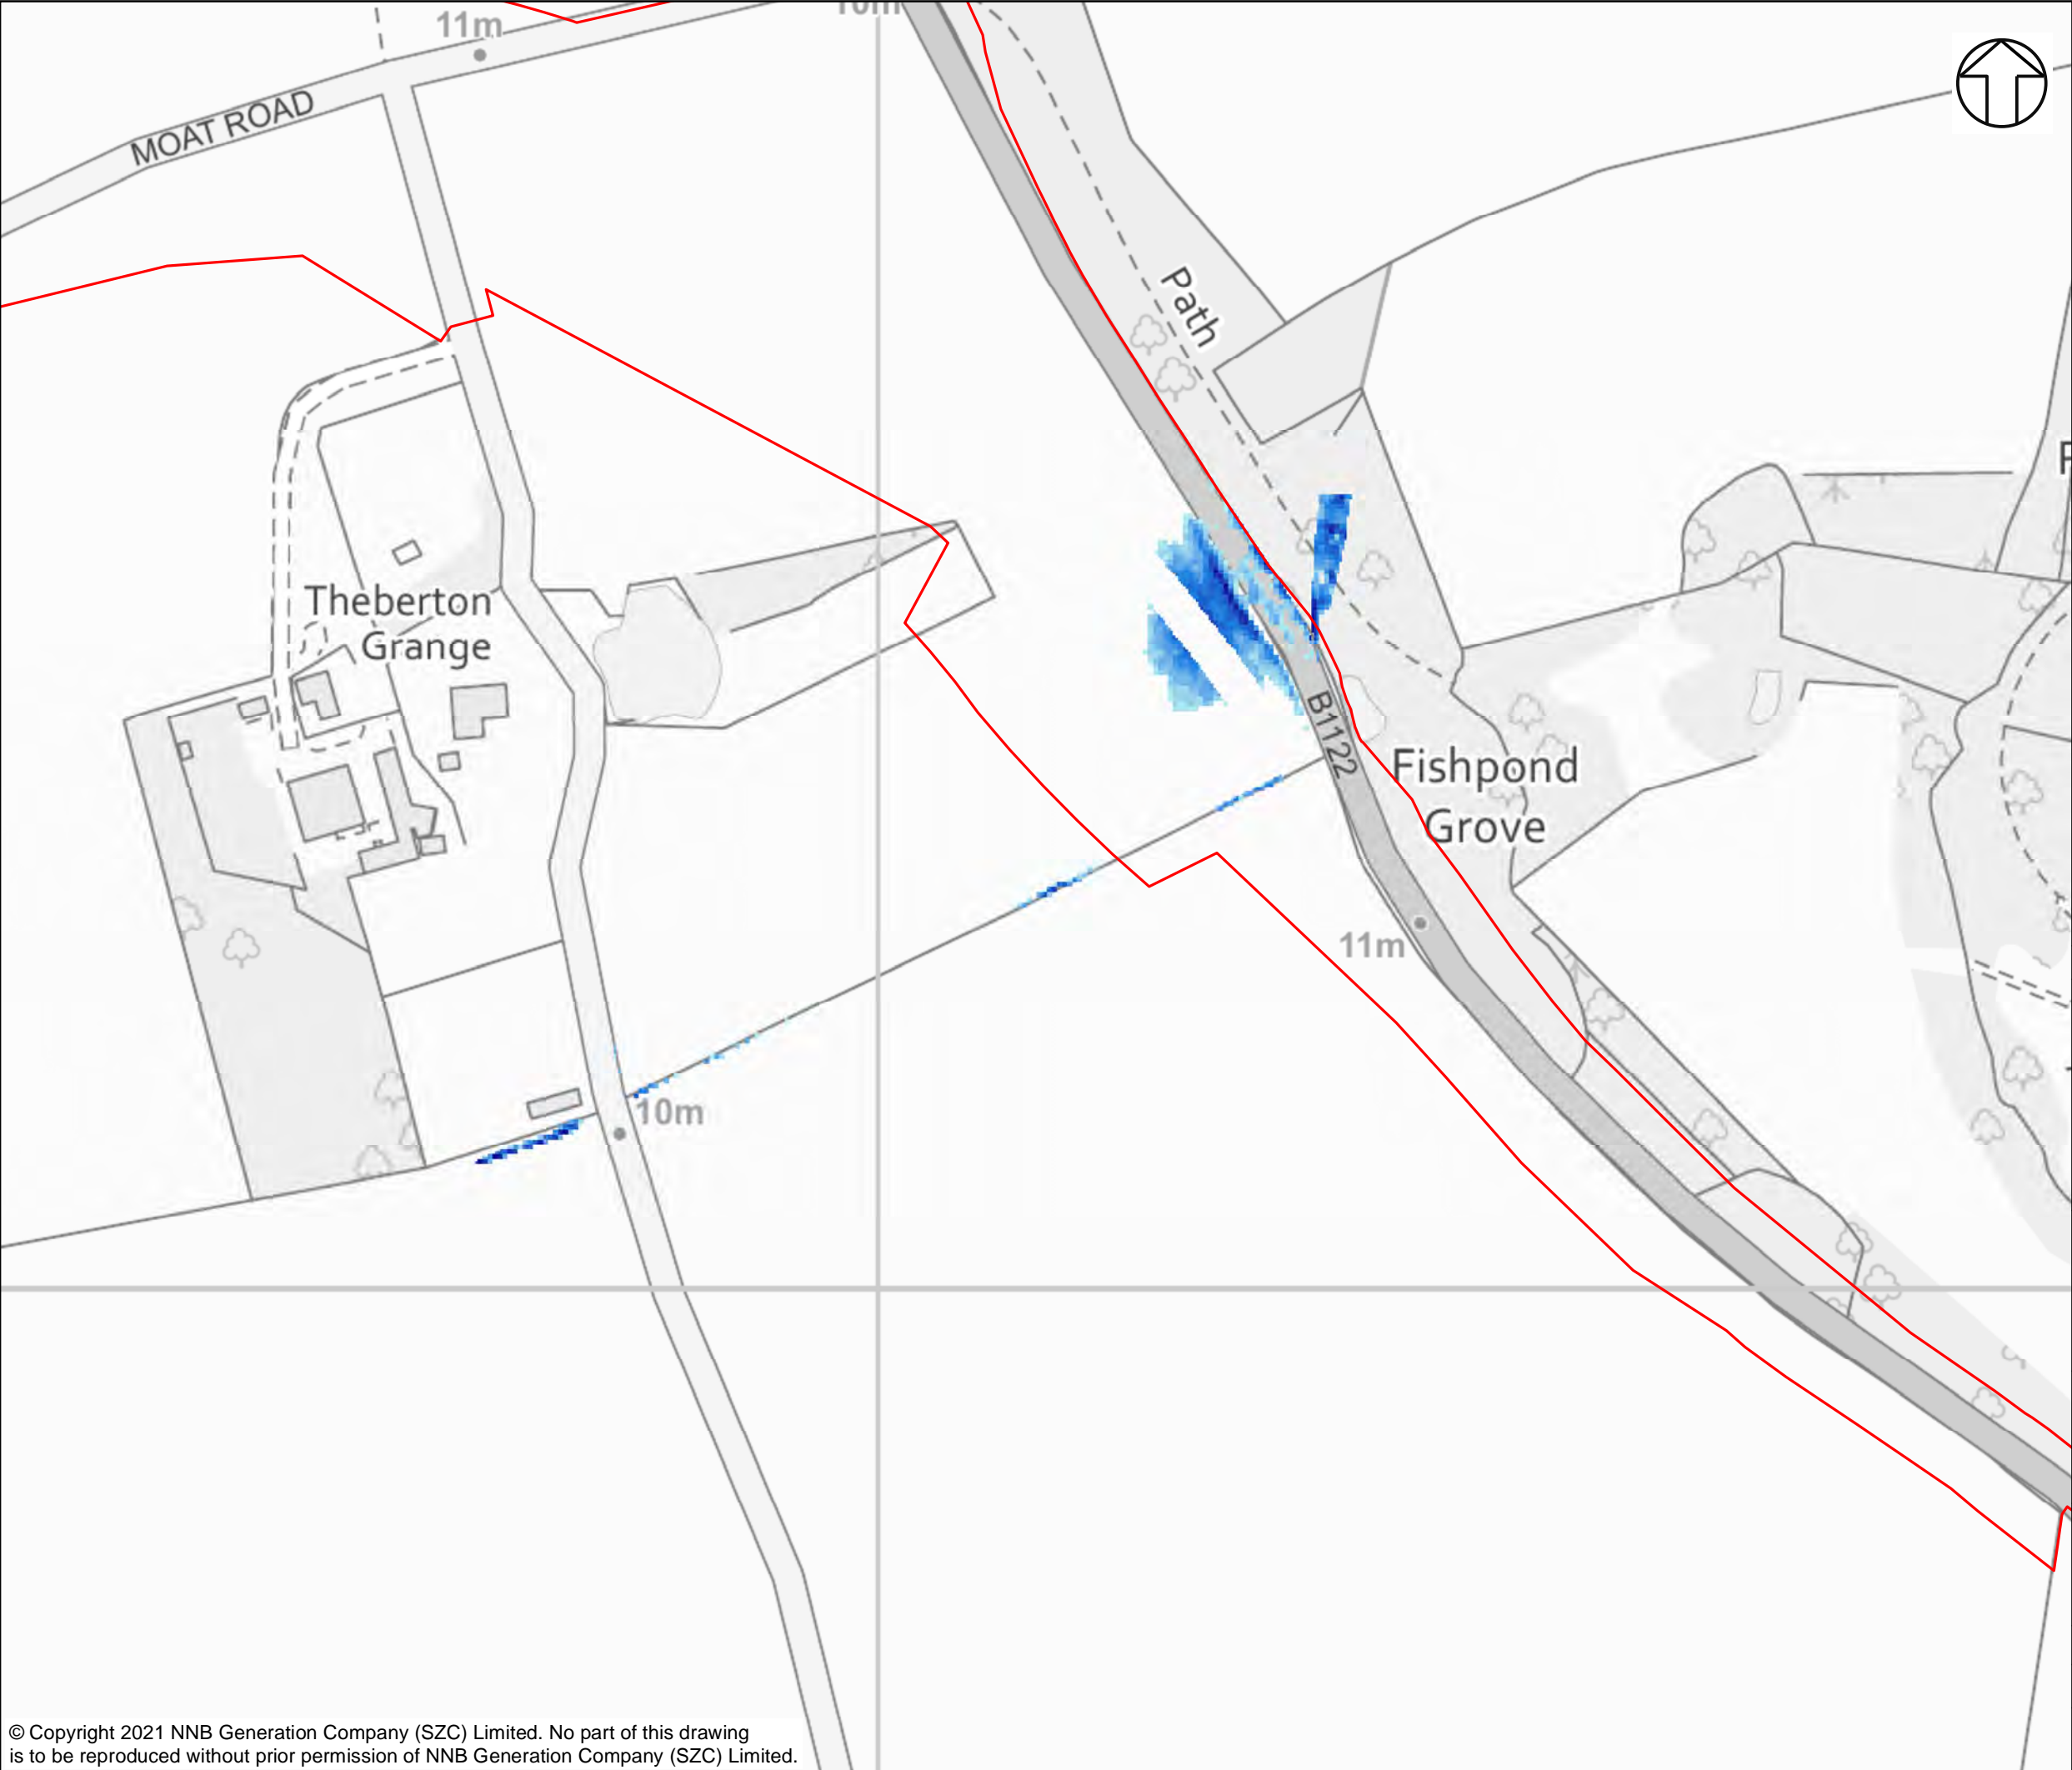 10m
11m
MOAT ROAD
Path
Theberton
Grange
B1122
Fishpond
Grove
11m
10m
© Copyright 2021 NNB Generation Company (SZC) Limited. No part of this drawing
is to be reproduced without prior permission of NNB Generation Company (SZC) Limited.